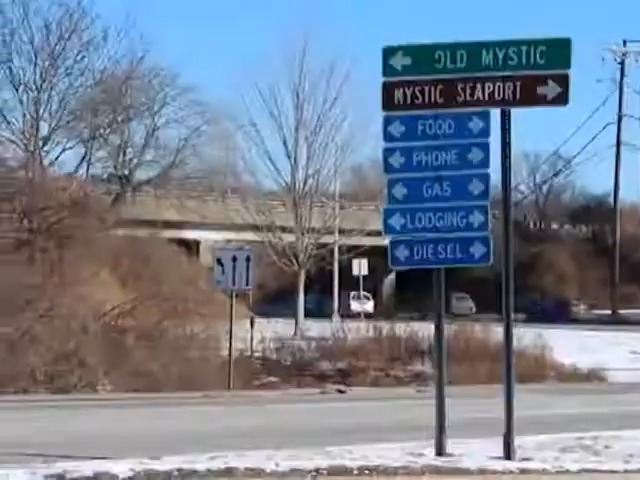 OLD MYSTIC
MYSTIC SEAPORT
FOOD
PHONE
GAS
LODGING
DIESEL